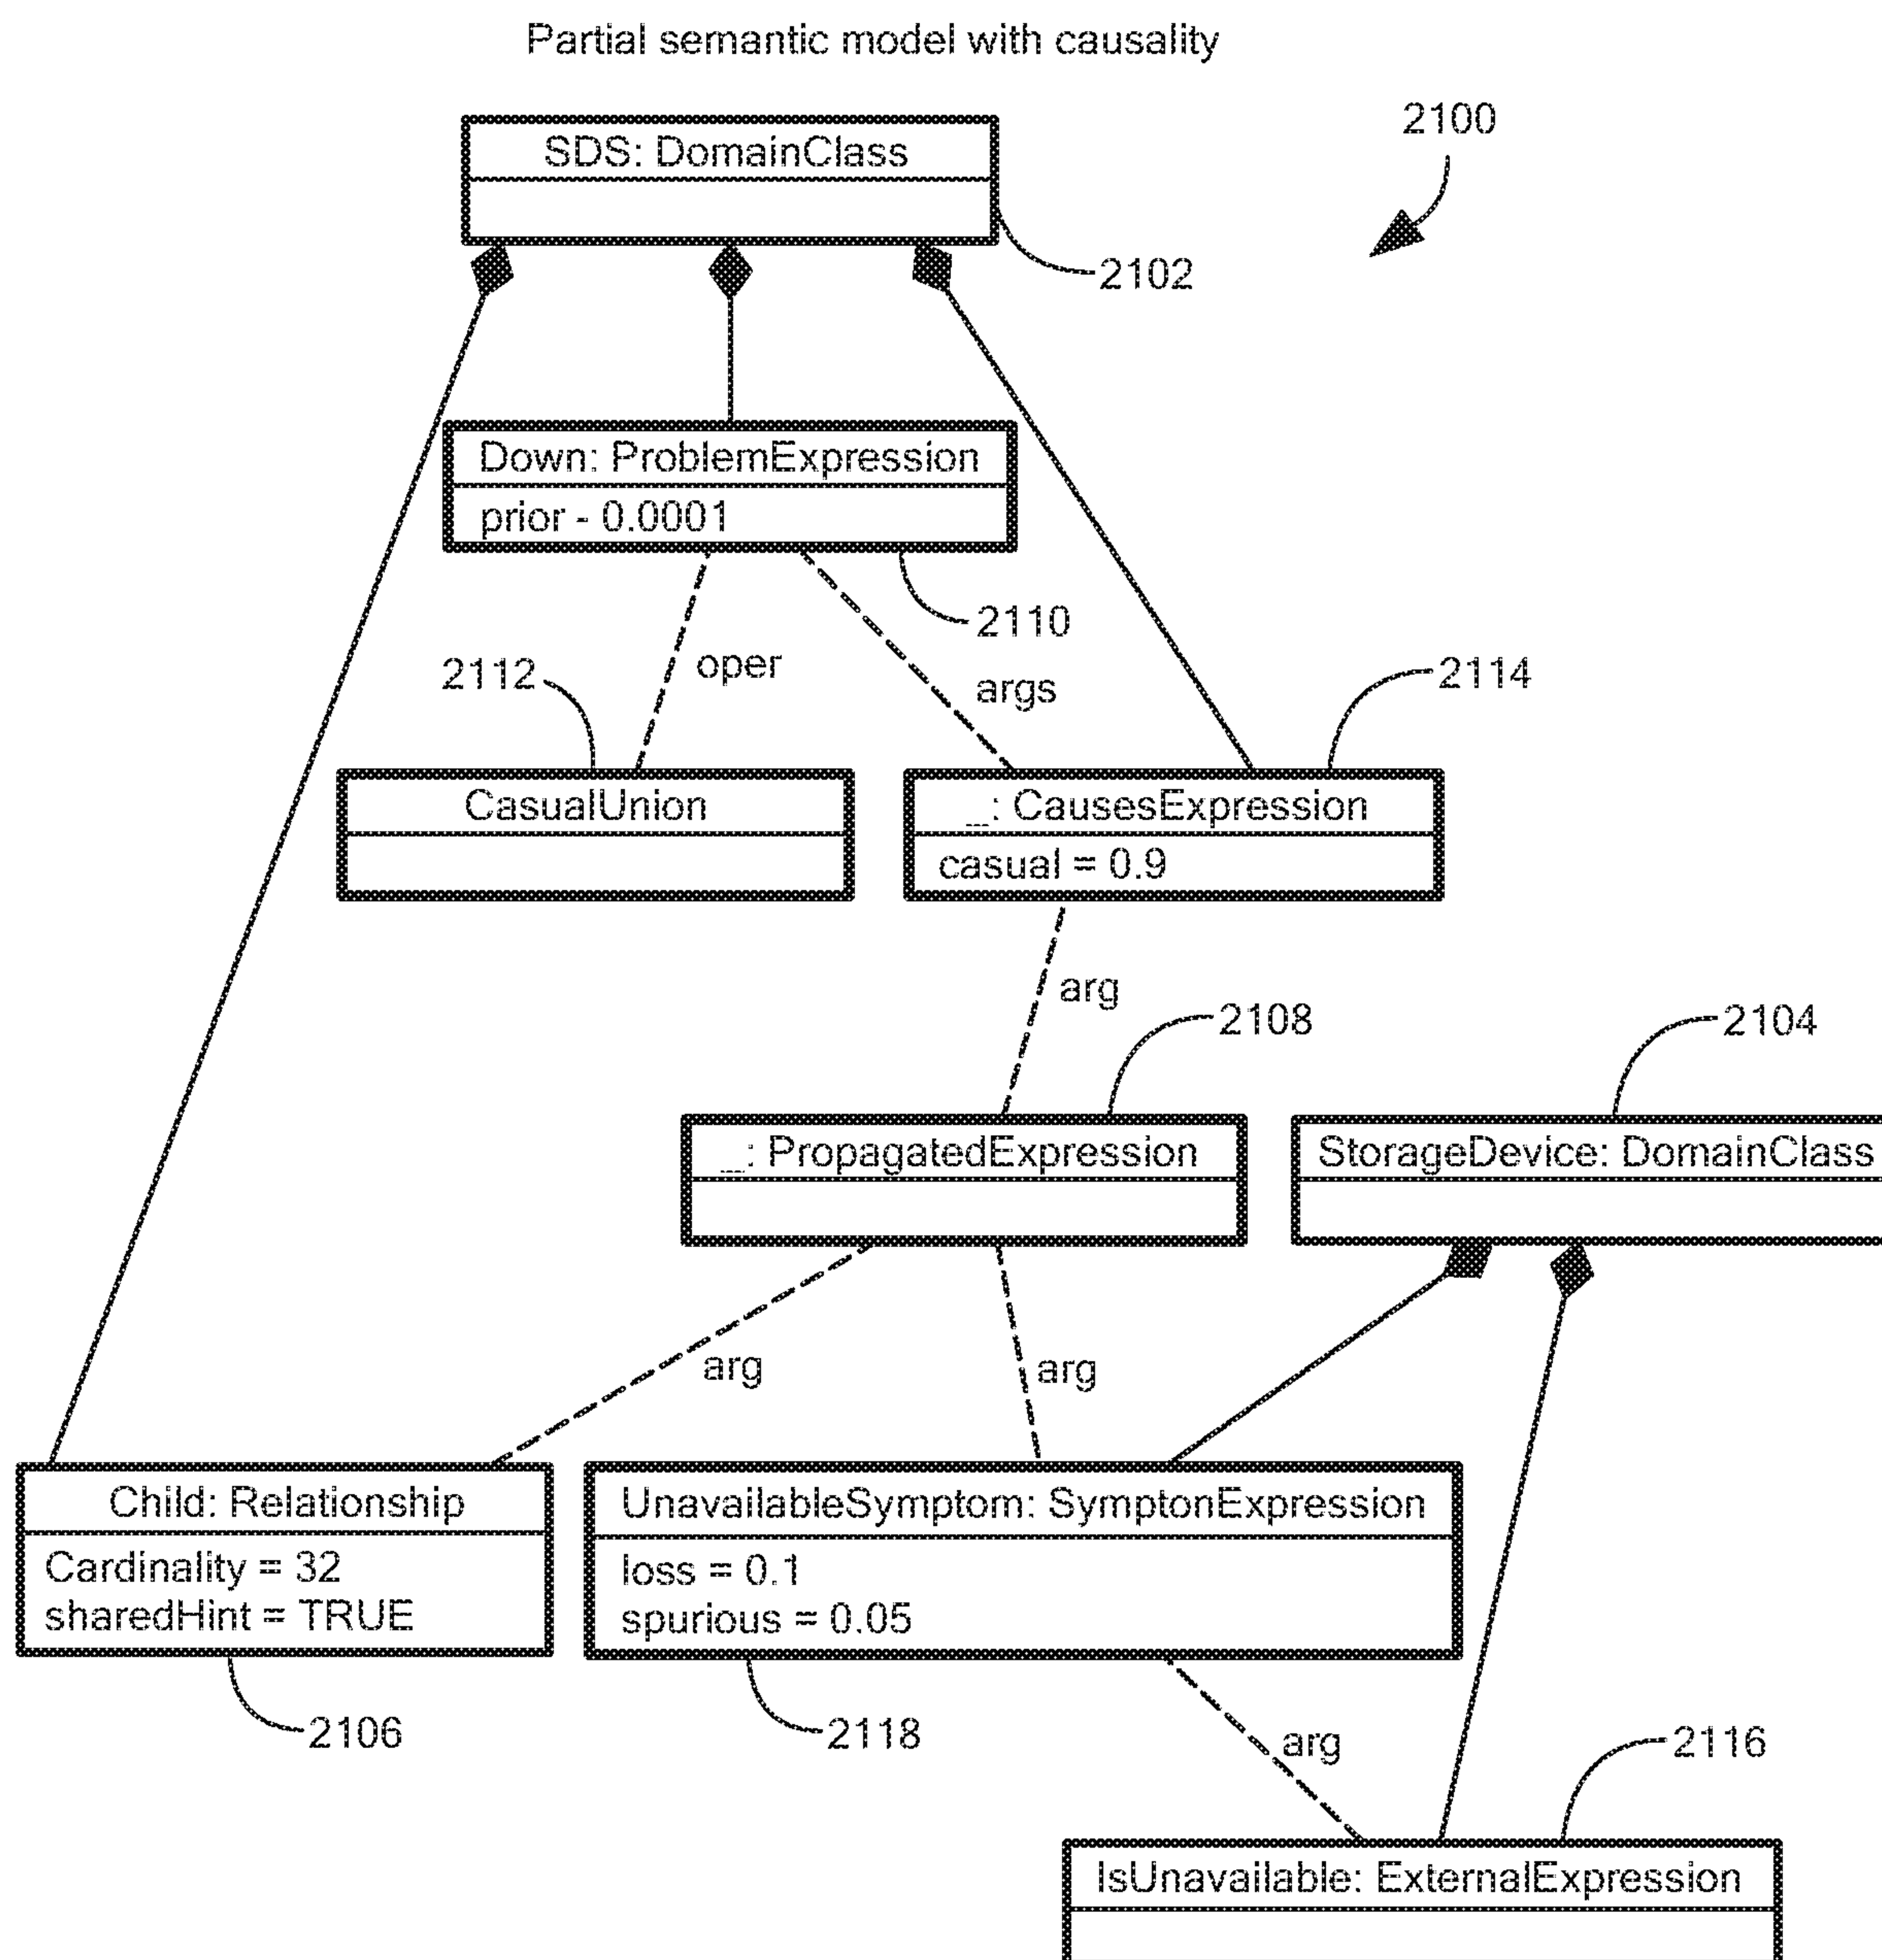 Partial semantic model with causality
2100
SDS: DomainClass
2102
Down: ProblemExpression
prior - 0.0001
2110
oper
args
2112
2114
CasualUnion
_: CausesExpression
casual = 0.9
arg
2108
2104
_: PropagatedExpression
StorageDevice: DomainClass
arg
arg
Child: Relationship
Cardinality = 32
sharedHint = TRUE
UnavailableSymptom: SymptonExpression
loss = 0.1
spurious = 0.05
2106
2118
arg
2116
IsUnavailable: ExternalExpression